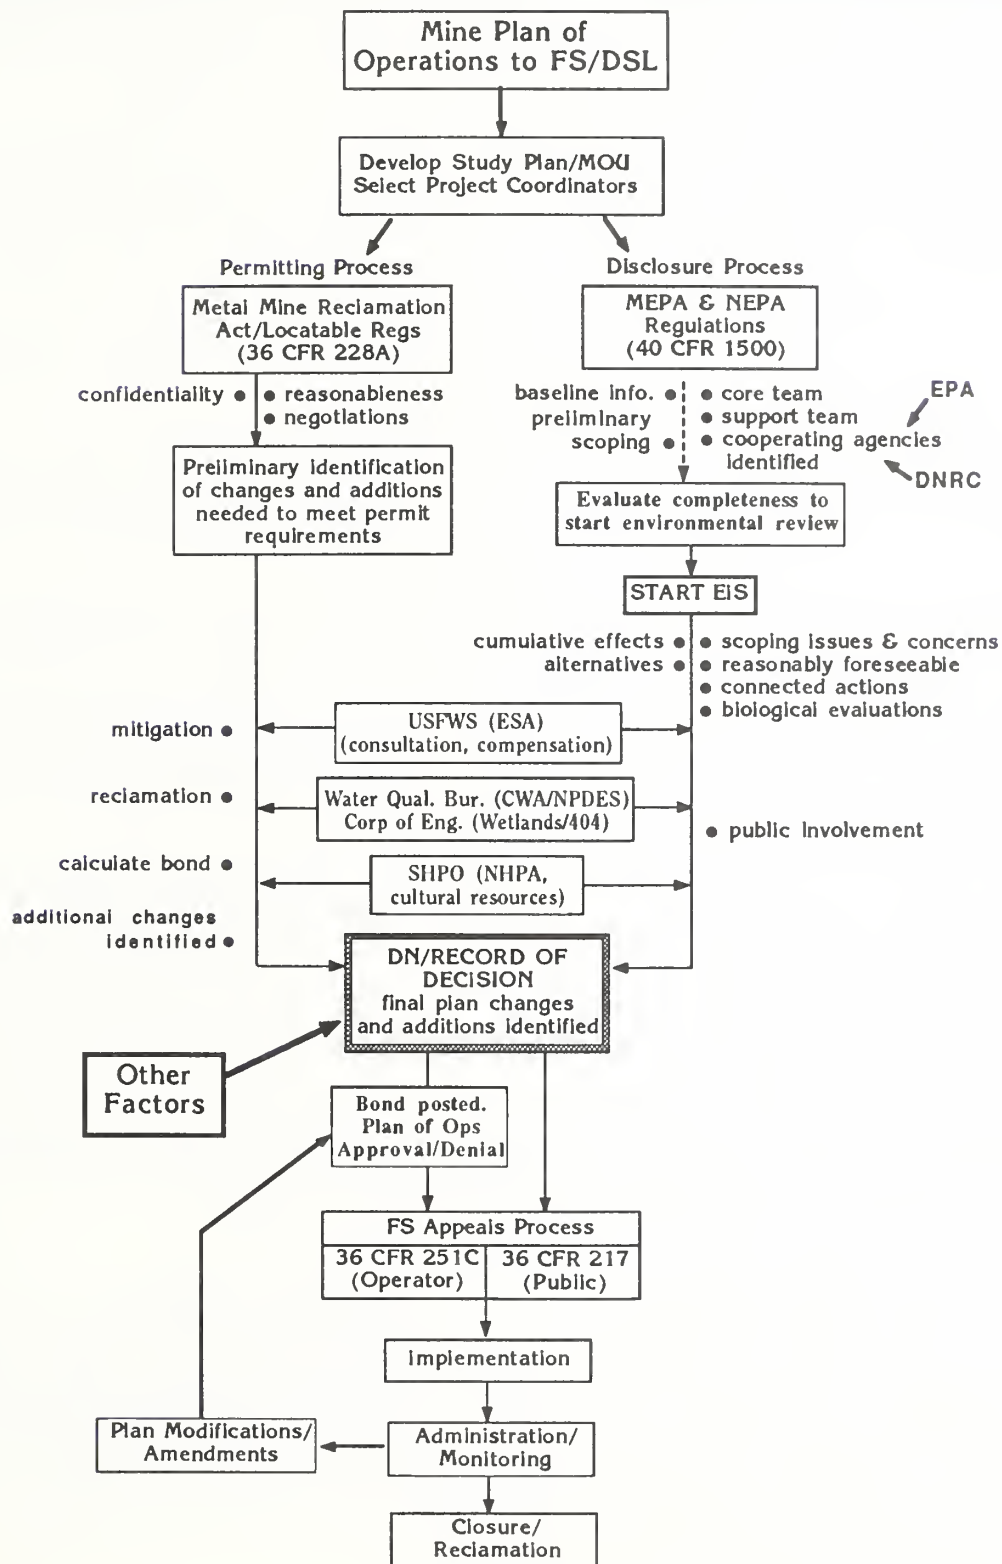 Mine Plan of
Operations to FS/DSL
Develop Study Plan/MOU
Select Project Coordinators
Permitting Process
Metal Mine Reclamation
Act/Locatable Regs
(36 CFR 228A)
confidentiality •
• reasonableness
• negotiations
Preliminary identification
of changes and additions
needed to meet permit
requirements
Disclosure Process
MEPA & NEPA
Regulations
(40 CFR 1500)
baseline info. •
preliminary
scoping •
• core team
• support team
• cooperating agencies
identified
EPA
DNRC
Evaluate completeness to
start environmental review
START EIS
cumulative effects •
alternatives •
• scoping issues & concerns
• reasonably foreseeable
• connected actions
• biological evaluations
mitigation •
USFWS (ESA)
(consultation, compensation)
reclamation •
Water Qual. Bur. (CWA/NPDES)
Corp of Eng. (Wetlands/404)
• public involvement
calculate bond •
SHPO (NHPA,
cultural resources)
additional changes
identified •
DN/RECORD OF
DECISION
final plan changes
and additions identified
Other
Factors
Bond posted.
Plan of Ops
Approval/Denial
FS Appeals Process
36 CFR 251C
(Operator)
36 CFR 217
(Public)
Implementation
Plan Modifications/
Amendments
Administration/
Monitoring
Closure/
Reclamation